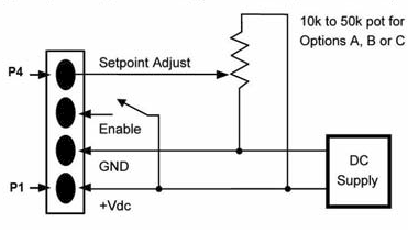 10k to 50k pot for
Options A, B or C
P4
Setpoint Adjust
Enable
GND
P1
+Vdc
DC
Supply